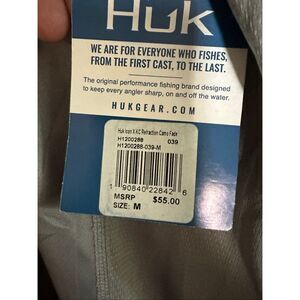 Huk
WE ARE FOR EVERYONE WHO FISHES,
FROM THE FIRST CAST, TO THE LAST.
The original performance fishing brand designed
to keep every angler sharp, on and off the water.
HUKGEAR.COM
Huk Icon X KC Refraction Camo Fade
H1200288 039
H1200288-039-M
1 90840 22842 6
MSRP $55.00
SIZE: M